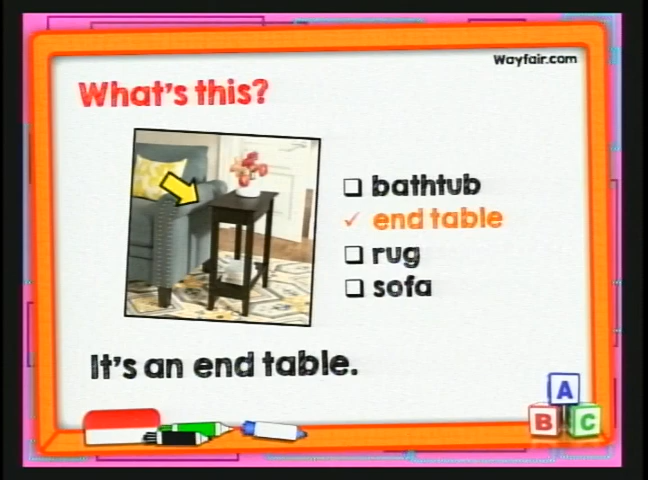 Wayfair.com
What's this?
bathtub
end table
rug
sofa
It's an end table.
A
B C